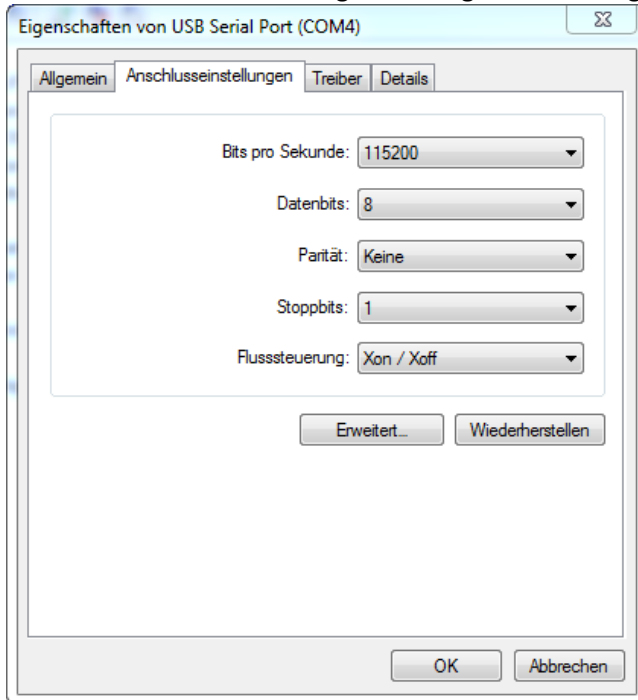 Eigenschaften von USB Serial Port (COM4)
Allgemein Anschlusseinstellungen Treiber Details
Bits pro Sekunde: 115200
Datenbits: 8
Parität: Keine
Stoppbits: 1
Flusssteuerung: Xon / Xoff
Erweitert... Wiederherstellen
OK Abbrechen